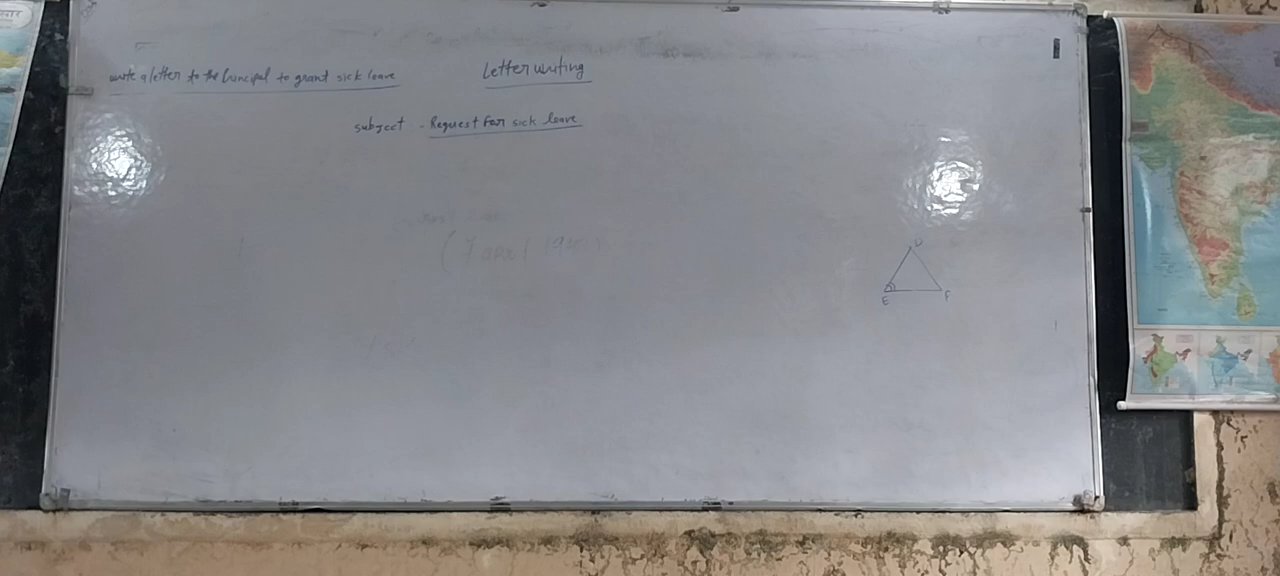 Letter writing
write a letter to the Principal to grant sick leave
subject - Request for sick leave
D
E F